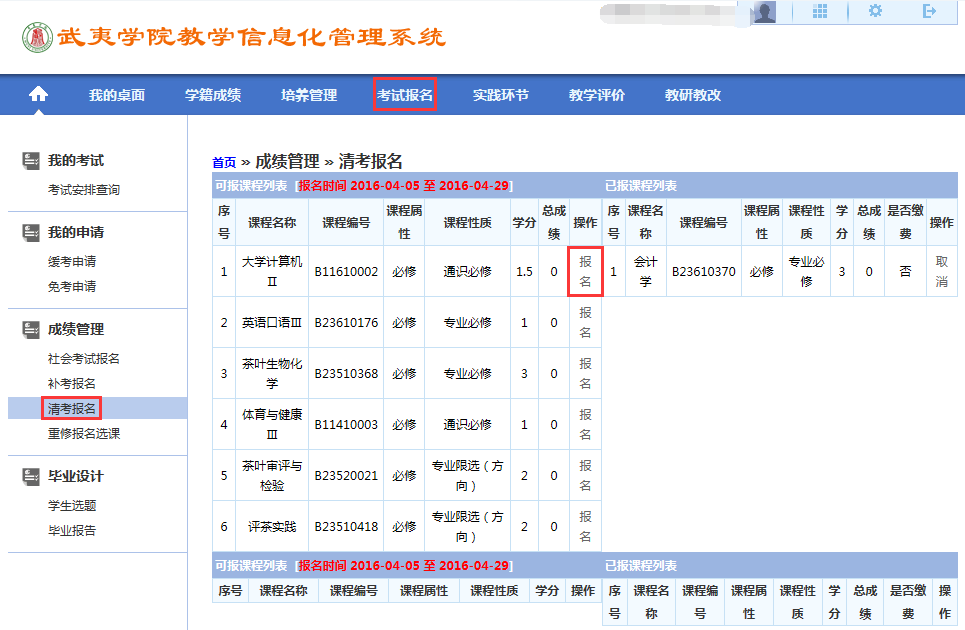 武夷学院教学信息化管理系统
我的桌面 学籍成绩 培养管理 考试报名 实践环节 教学评价 教研教改
我的考试
考试安排查询
我的申请
缓考申请
免考申请
成绩管理
社会考试报名
补考报名
清考报名
重修报名选课
毕业设计
学生选题
毕业报告
首页 » 成绩管理 » 清考报名
可报课程列表 [报名时间 2016-04-05 至 2016-04-29]
序号 课程名称 课程编号 课程属性 课程性质 学分 总成绩 操作
1 大学计算机II B11610002 必修 通识必修 1.5 0 报名
2 英语口语III B23610176 必修 专业必修 1 0 报名
3 茶叶生物化学 B23510368 必修 专业必修 3 0 报名
4 体育与健康III B11410003 必修 通识必修 1 0 报名
5 茶叶审评与检验 B23520021 必修 专业限选（方向） 2 0 报名
6 评茶实践 B23510418 必修 专业限选（方向） 2 0 报名
已报课程列表
序号 课程名称 课程编号 课程属性 课程性质 学分 总成绩 是否缴费 操作
1 会计学 B23610370 必修 专业必修 3 0 否 取消
可报课程列表 [报名时间 2016-04-05 至 2016-04-29]
序号 课程名称 课程编号 课程属性 课程性质 学分 操作
已报课程列表
序号 课程名称 课程编号 课程属性 课程性质 学分 总成绩 是否缴费 操作